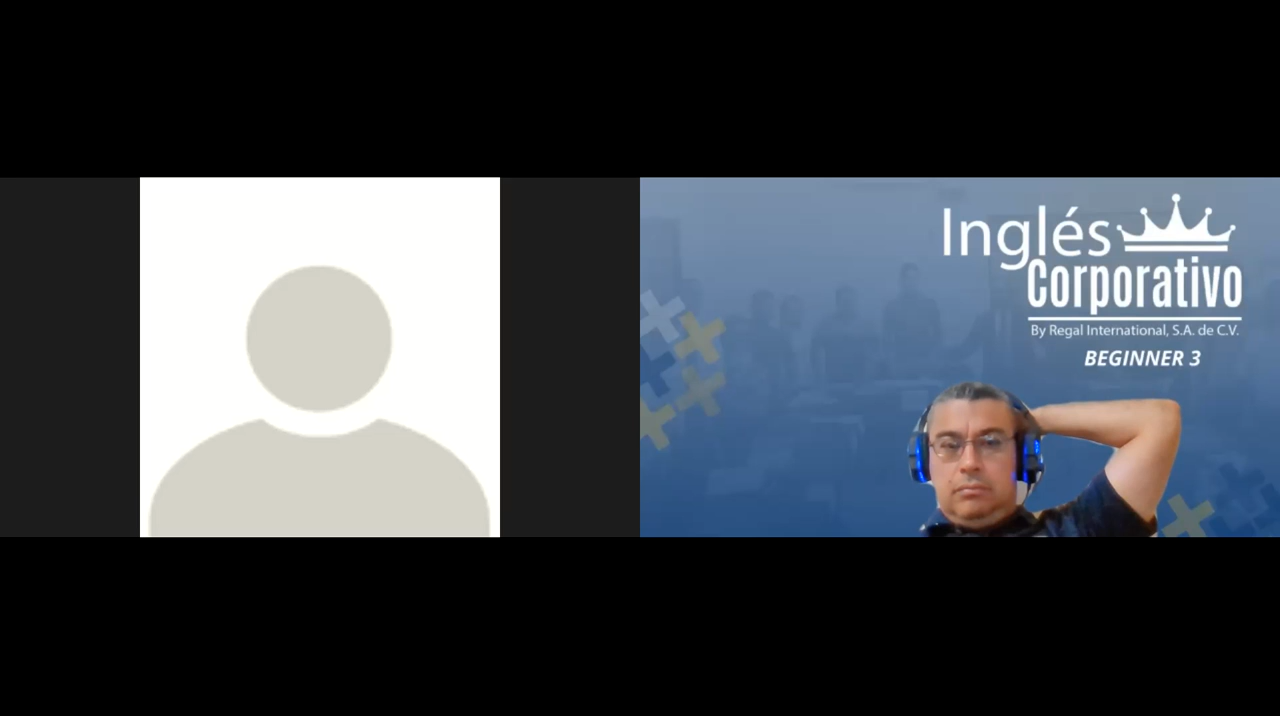 Inglés
Corporativo
By Regal International, S.A. de C.V.
BEGINNER 3